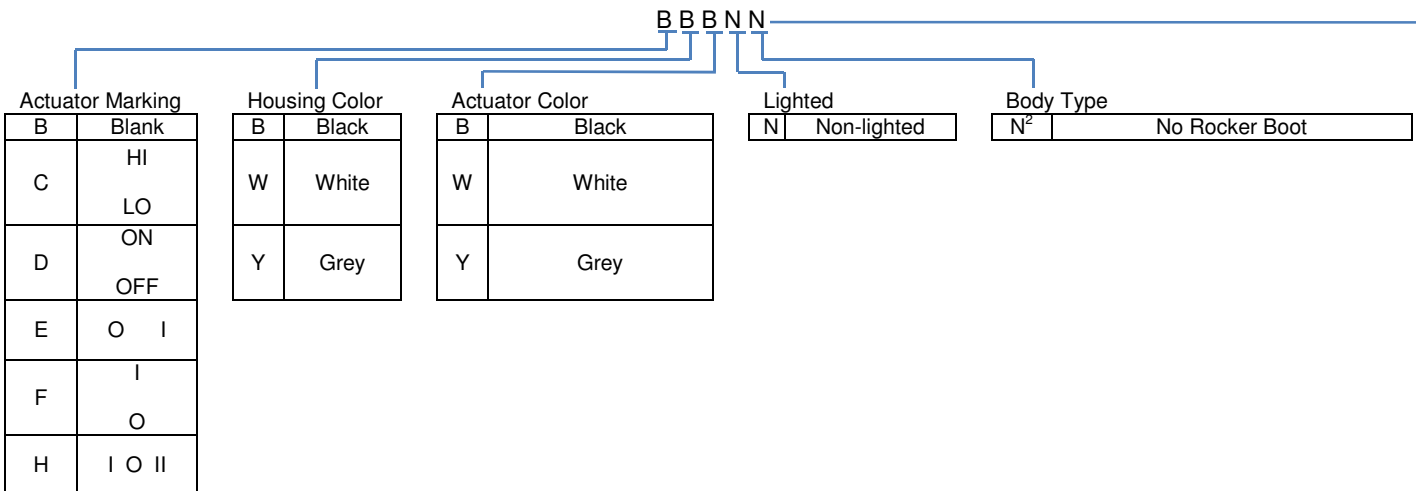 B B B N N
Actuator Marking
B Blank
C HI
LO
D ON
OFF
E O I
F I
O
H I O II
Housing Color
B Black
W White
Y Grey
Actuator Color
B Black
W White
Y Grey
Lighted
N Non-lighted
Body Type
N² No Rocker Boot